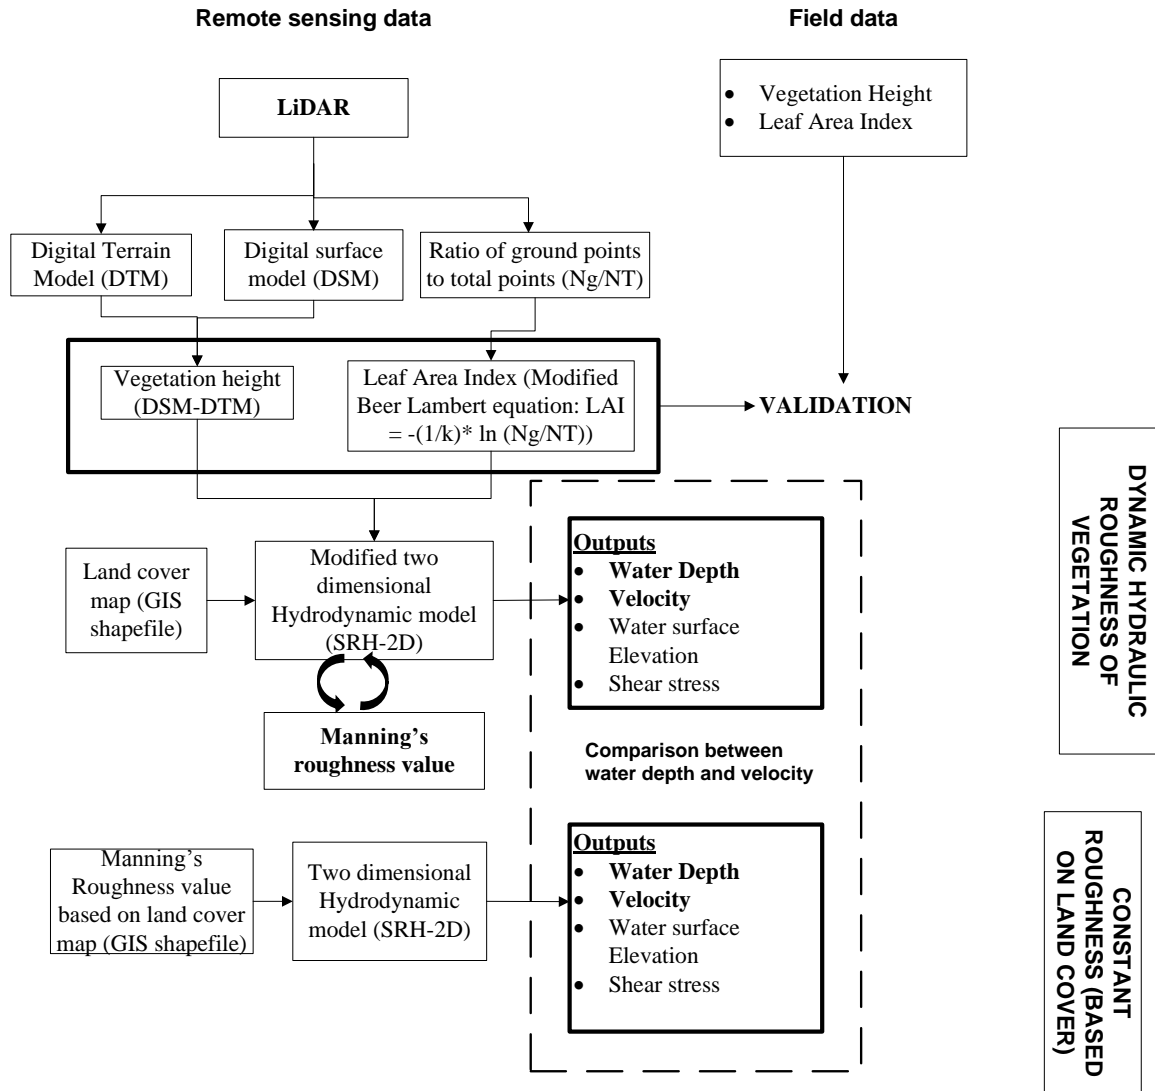 Remote sensing data
Field data
LiDAR
• Vegetation Height
• Leaf Area Index
Digital Terrain
Model (DTM)
Digital surface
model (DSM)
Ratio of ground points
to total points (Ng/NT)
Vegetation height
(DSM-DTM)
Leaf Area Index (Modified
Beer Lambert equation: LAI
= -(1/k)* ln (Ng/NT))
VALIDATION
Land cover
map (GIS
shapefile)
Modified two
dimensional
Hydrodynamic model
(SRH-2D)
Manning's
roughness value
Outputs
• Water Depth
• Velocity
• Water surface
Elevation
• Shear stress
DYNAMIC HYDRAULIC
ROUGHNESS OF
VEGETATION
Comparison between
water depth and velocity
Manning's
Roughness value
based on land cover
map (GIS shapefile)
Two dimensional
Hydrodynamic
model (SRH-2D)
Outputs
• Water Depth
• Velocity
• Water surface
Elevation
• Shear stress
CONSTANT
ROUGHNESS (BASED
ON LAND COVER)